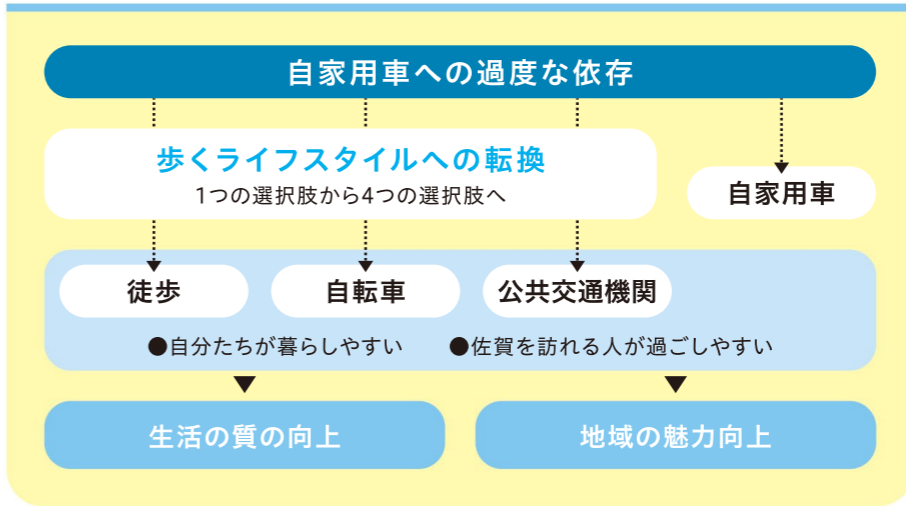 自家用車への過度な依存
歩くライフスタイルへの転換
1つの選択肢から4つの選択肢へ
自家用車
徒歩
自転車
公共交通機関
●自分たちが暮らしやすい
●佐賀を訪れる人が過ごしやすい
生活の質の向上
地域の魅力向上